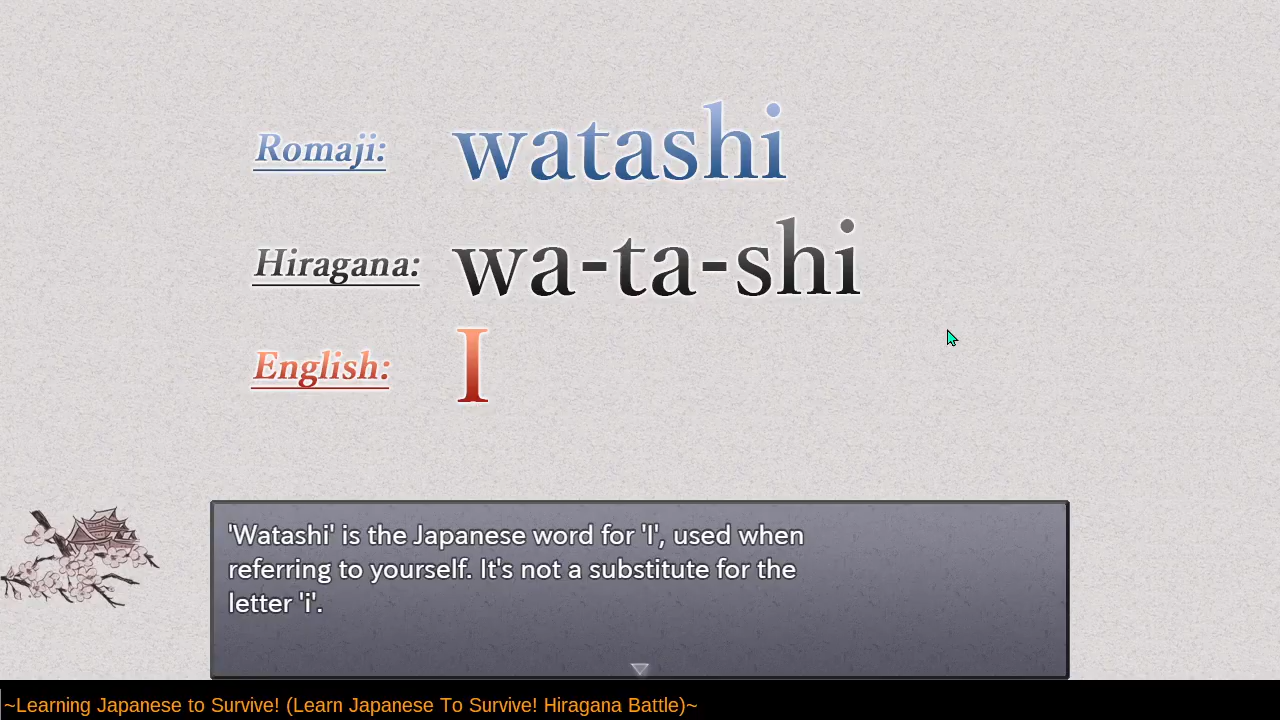 Romaji: watashi
Hiragana: wa-ta-shi
English: I
'Watashi' is the Japanese word for 'I', used when
referring to yourself. It's not a substitute for the
letter 'i'.
~Learning Japanese to Survive! (Learn Japanese To Survive! Hiragana Battle)~